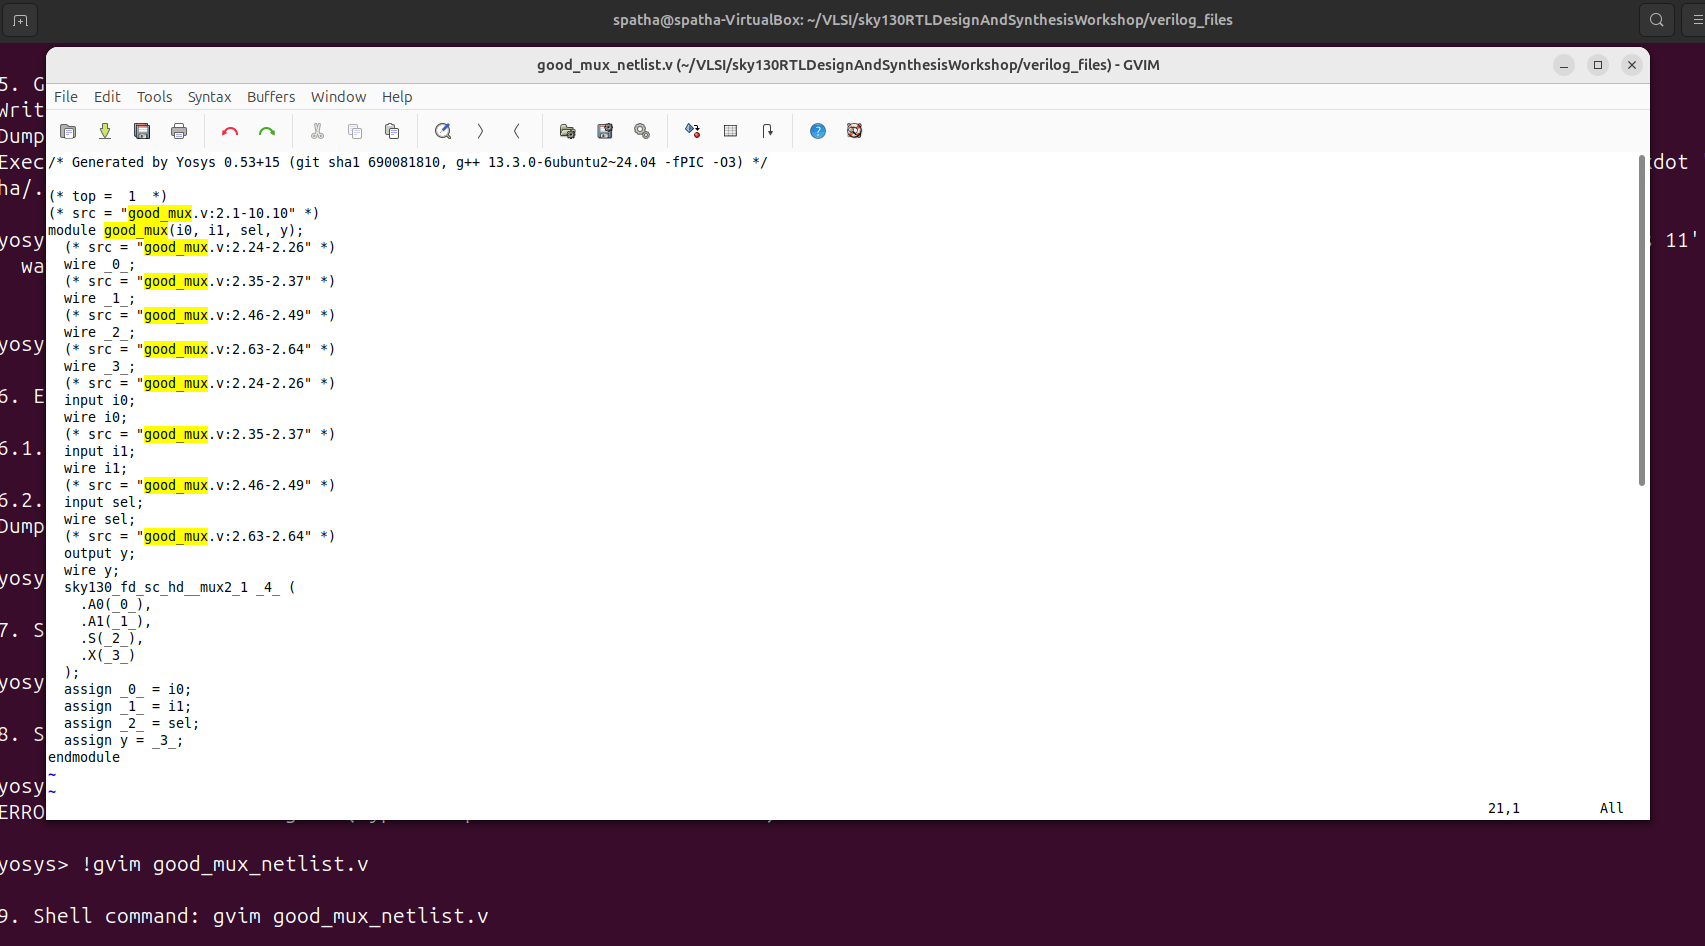 spatha@spatha-VirtualBox: ~/VLSI/sky130RTLDesignAndSynthesisWorkshop/verilog_files
good_mux_netlist.v (~/VLSI/sky130RTLDesignAndSynthesisWorkshop/verilog_files) - GVIM
File Edit Tools Syntax Buffers Window Help
/* Generated by Yosys 0.53+15 (git sha1 690081810, g++ 13.3.0-6ubuntu2~24.04 -fPIC -O3) */
(* top =  1  *)
(* src = "good_mux.v:2.1-10.10" *)
module good_mux(i0, i1, sel, y);
(* src = "good_mux.v:2.24-2.26" *)
wire _0_;
(* src = "good_mux.v:2.35-2.37" *)
wire _1_;
(* src = "good_mux.v:2.46-2.49" *)
wire _2_;
(* src = "good_mux.v:2.63-2.64" *)
wire _3_;
(* src = "good_mux.v:2.24-2.26" *)
input i0;
wire i0;
(* src = "good_mux.v:2.35-2.37" *)
input i1;
wire i1;
(* src = "good_mux.v:2.46-2.49" *)
input sel;
wire sel;
(* src = "good_mux.v:2.63-2.64" *)
output y;
wire y;
sky130_fd_sc_hd__mux2_1 _4_ (
.A0(_0_),
.A1(_1_),
.S(_2_),
.X(_3_)
);
assign _0_ = i0;
assign _1_ = i1;
assign _2_ = sel;
assign y = _3_;
endmodule
~
~
21,1 All
5. G
Writ
Dump
Exec dot
ha/.
yosy 11'
wa
yosy
6. E
6.1.
6.2.
Dump
yosy
7. S
yosy
8. S
yosy
ERRO
yosys> !gvim good_mux_netlist.v
9. Shell command: gvim good_mux_netlist.v